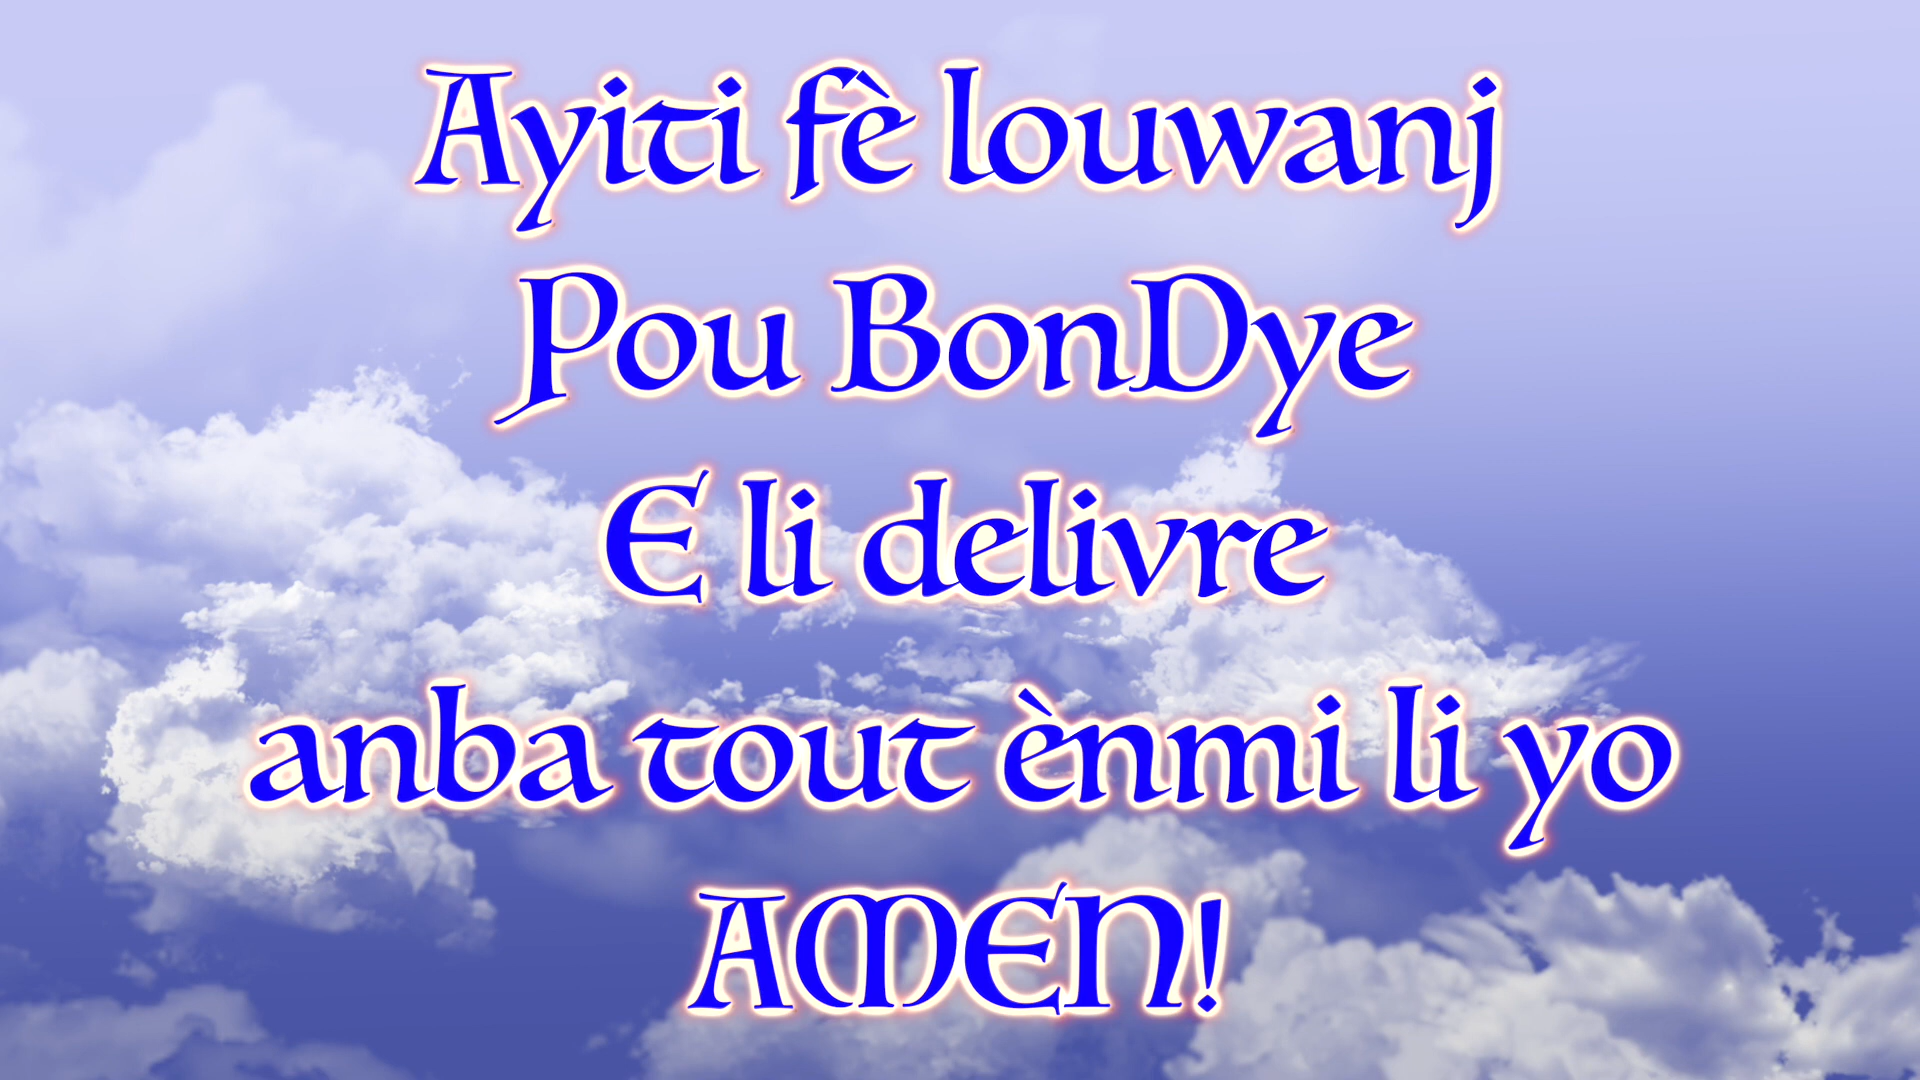 Ayiti fè louwanj
Pou BonDye
E li delivre
anba tout ènmi li yo
AMEN!